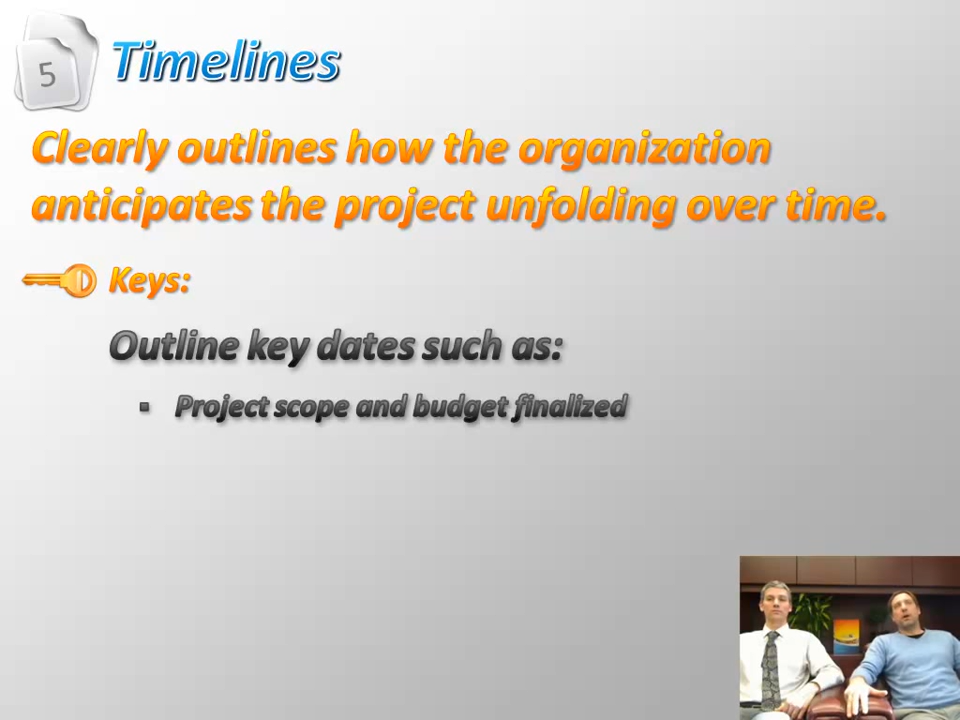 5
Timelines
Clearly outlines how the organization
anticipates the project unfolding over time.
Keys:
Outline key dates such as:
▪ Project scope and budget finalized